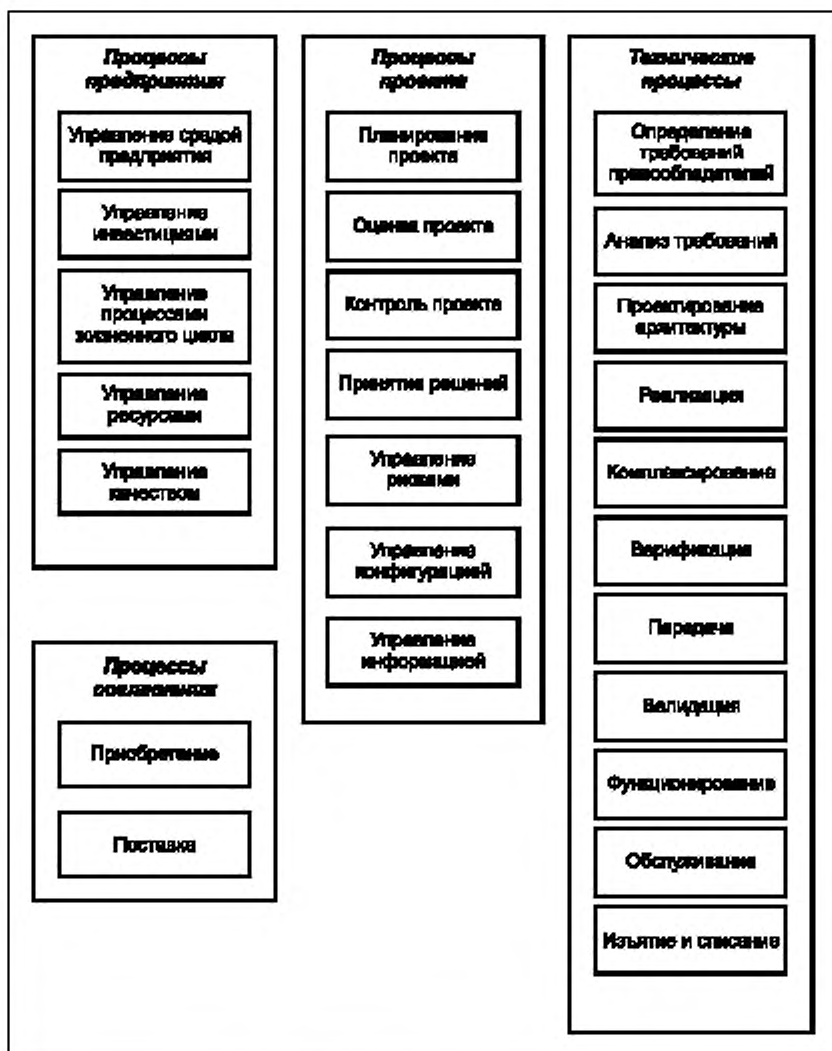 Процессы
предприятия
Управление средой
предприятия
Управление
инвестициями
Управление
процессами
жизненного цикла
Управление
ресурсами
Управление
качеством
Процессы
соглашения
Приобретение
Поставка
Процессы
проекта
Планирование
проекта
Оценка проекта
Контроль проекта
Принятие решений
Управление
рисками
Управление
конфигурацией
Управление
информацией
Технические
процессы
Определение
требований
правообладателей
Анализ требований
Проектирование
архитектуры
Реализация
Комплексирование
Верификация
Передача
Валидация
Функционирование
Обслуживание
Изъятие и списание